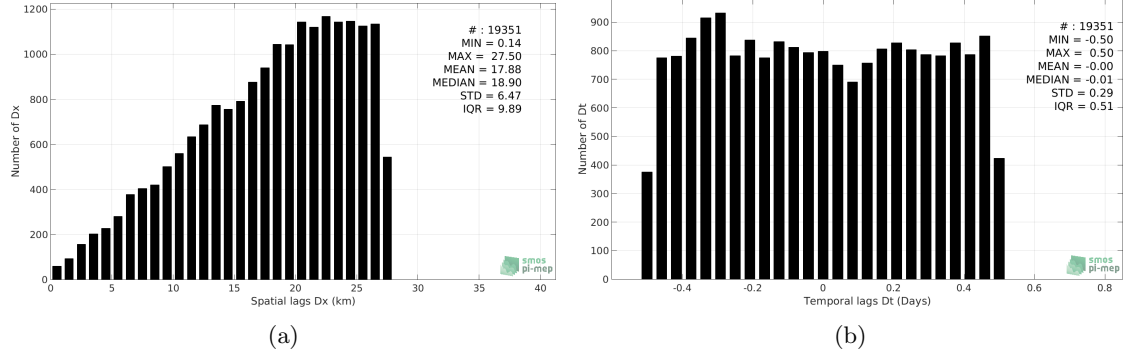 1200
1000
800
600
400
200
0
Number of Dx
# : 19351
MIN = 0.14
MAX = 27.50
MEAN = 17.88
MEDIAN = 18.90
STD = 6.47
IQR = 9.89
smos
pi-mep
0 5 10 15 20 25 30 35 40
Spatial lags Dx (km)
(a)
900
800
700
600
500
400
300
200
100
0
Number of Dt
# : 19351
MIN = -0.50
MAX = 0.50
MEAN = -0.00
MEDIAN = -0.01
STD = 0.29
IQR = 0.51
smos
pi-mep
-0.4 -0.2 0 0.2 0.4 0.6 0.8
Temporal lags Dt (Days)
(b)